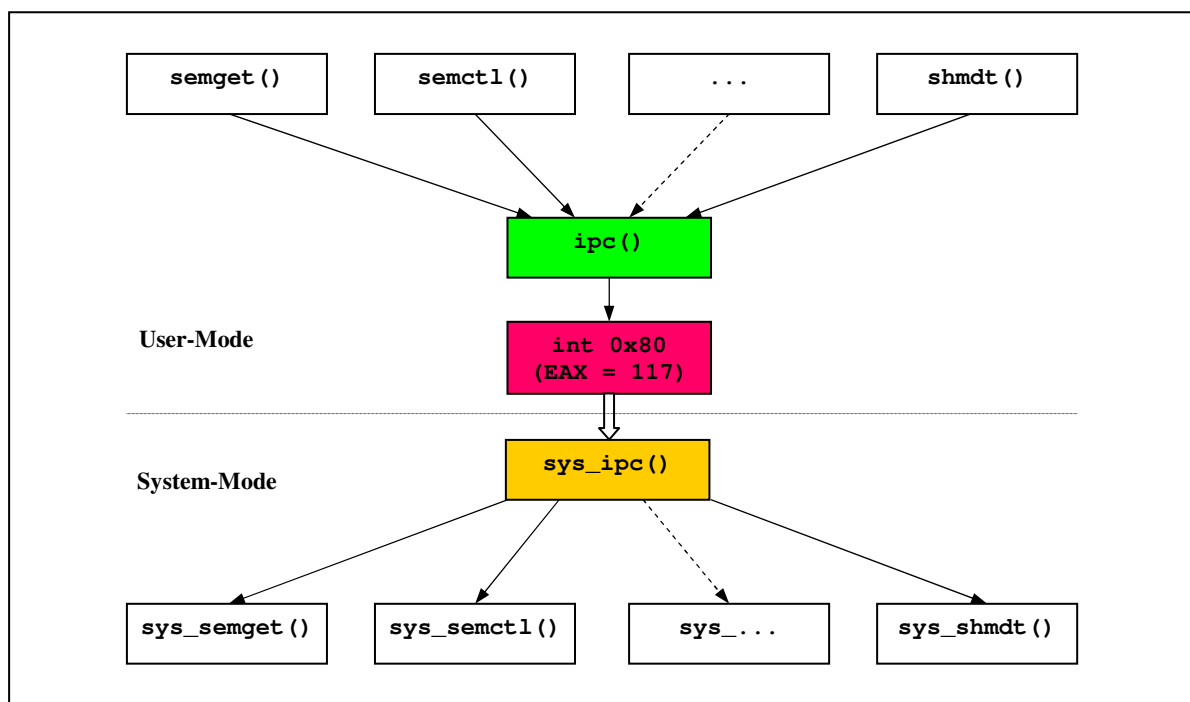 semget()
semctl()
...
shmdt()
ipc()
User-Mode
int 0x80
(EAX = 117)
System-Mode
sys_ipc()
sys_semget()
sys_semctl()
sys_...
sys_shmdt()